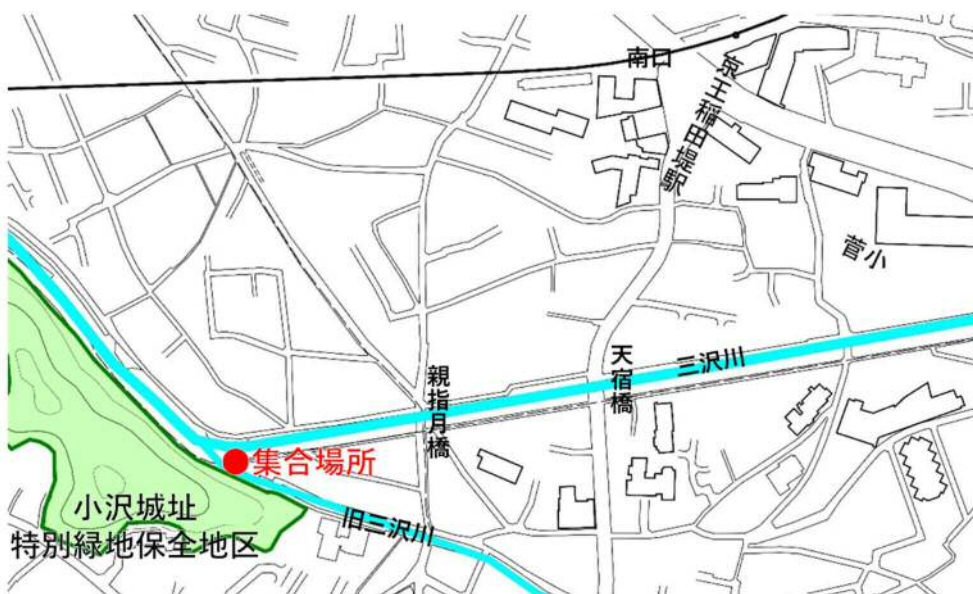 南口
京王稲田堤駅
菅小
三沢川
天宿橋
親指月橋
集合場所
小沢城址
特別緑地保全地区
旧三沢川